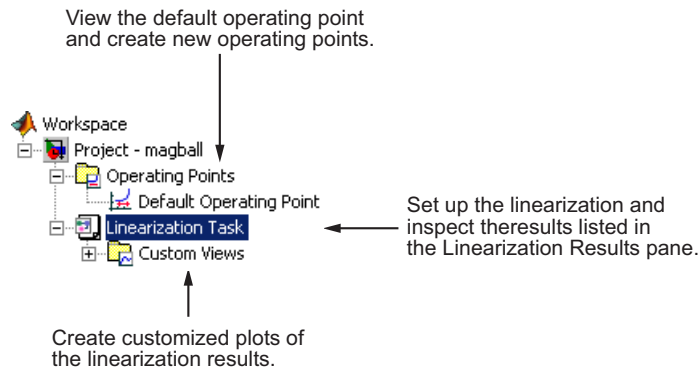 View the default operating point
and create new operating points.
Workspace
Project - magball
Operating Points
Default Operating Point
Linearization Task
Custom Views
Set up the linearization and
inspect theresults listed in
the Linearization Results pane.
Create customized plots of
the linearization results.